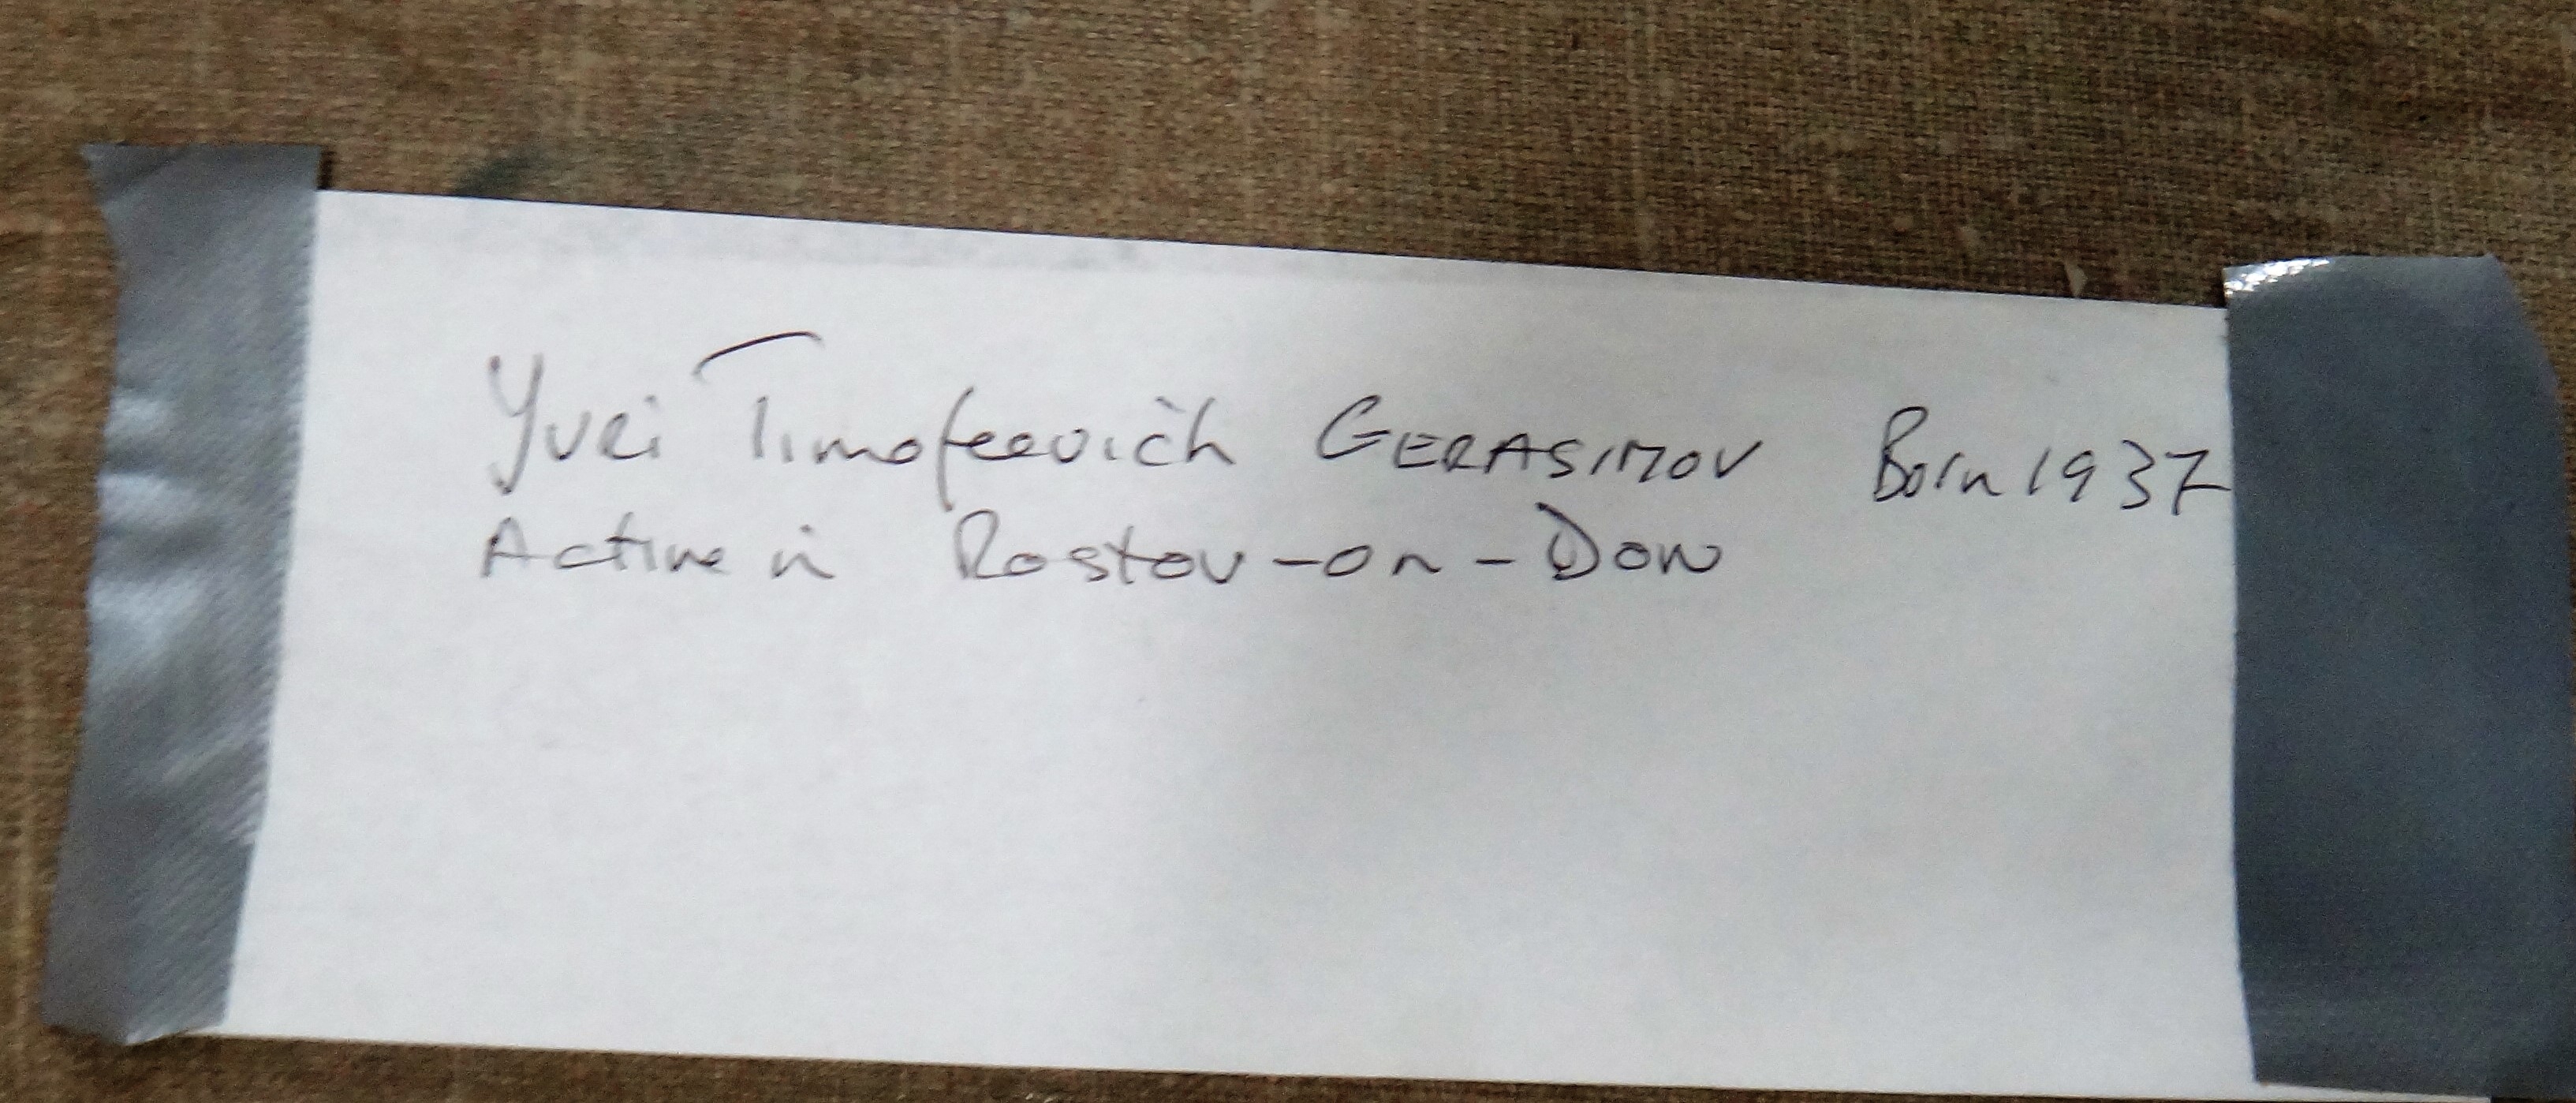 Yuri Timofeevich GERASIMOV Born 1937
Active in Rostov-on-Don